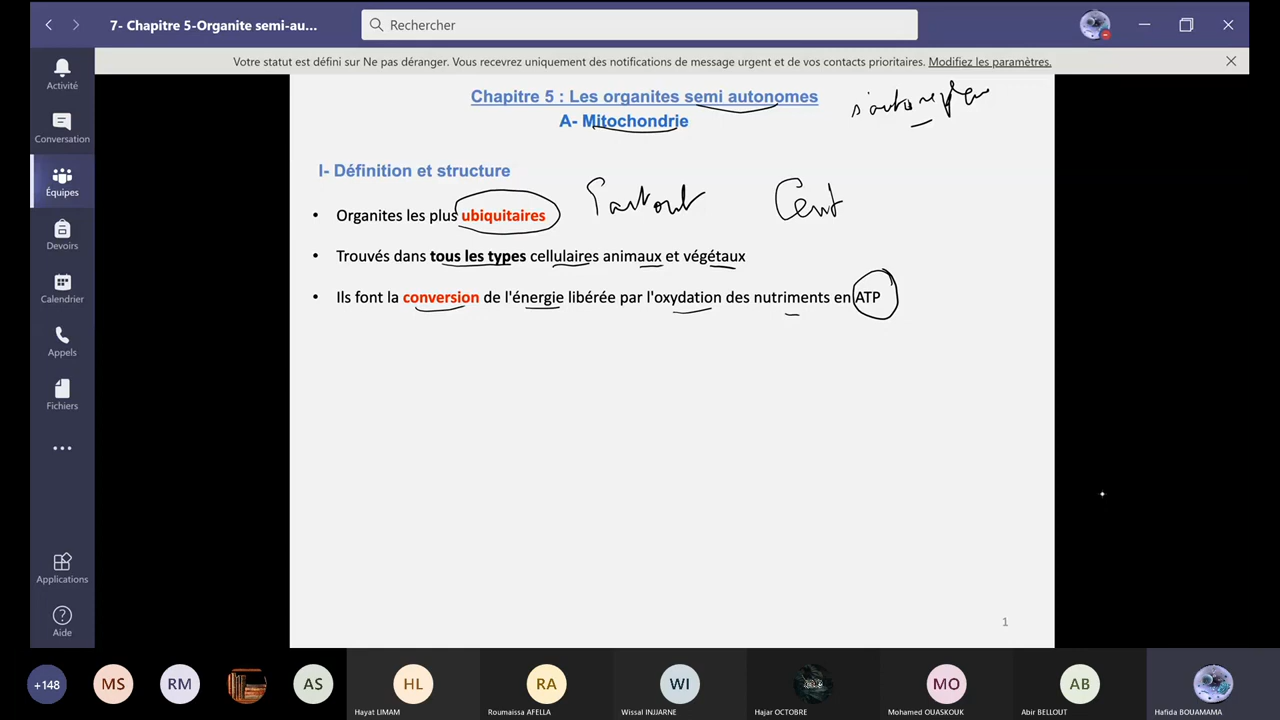 7- Chapitre 5-Organite semi-au...
Rechercher
Votre statut est défini sur Ne pas déranger. Vous recevrez uniquement des notifications de message urgent et de vos contacts prioritaires. Modifiez les paramètres.
Activité
Conversation
Équipes
Devoirs
Calendrier
Appels
Fichiers
Applications
Aide
Chapitre 5 : Les organites semi autonomes
A- Mitochondrie
I- Définition et structure
• Organites les plus ubiquitaires Partout
• Trouvés dans tous les types cellulaires animaux et végétaux
• Ils font la conversion de l'énergie libérée par l'oxydation des nutriments en ATP
1
+148
MS
RM
AS
HL
Hayat LIMAM
RA
Roumaissa AFELLA
WI
Wissal INJJARNE
Hajar OCTOBRE
MO
Mohamed OUASKOUK
AB
Abir BELLOUT
Hafida BOUAMAMA